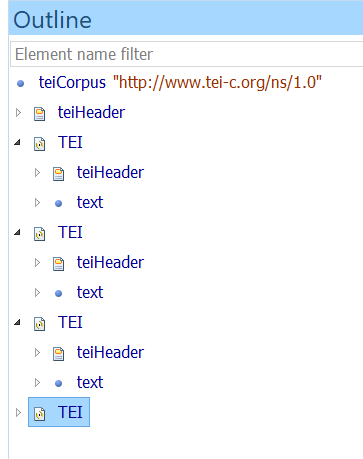 Outline
Element name filter
teiCorpus "http://www.tei-c.org/ns/1.0"
teiHeader
TEI
teiHeader
text
TEI
teiHeader
text
TEI
teiHeader
text
TEI